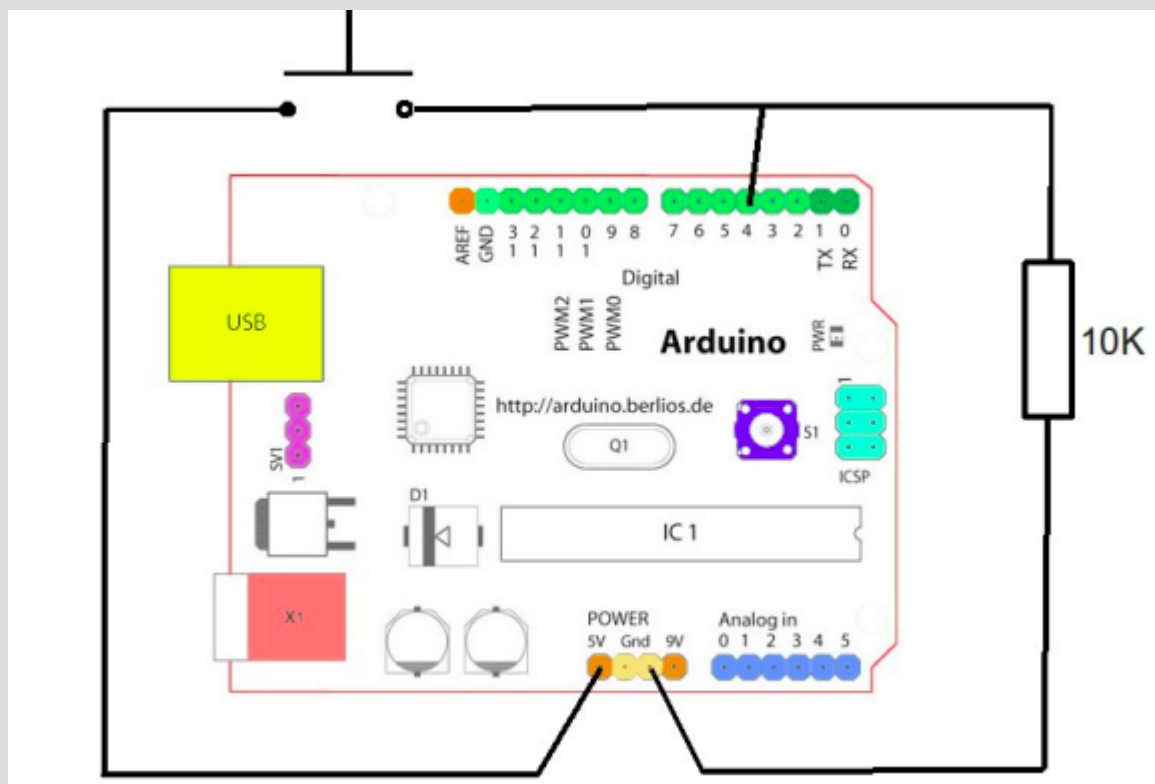 AREF
GND
13
12
11
10
9
8
7
6
5
4
3
2
1
0
TX
RX
Digital
USB
PWM2
PWM1
PWM0
Arduino
PWR
10K
http://arduino.berlios.de
1
SV1
1
Q1
S1
ICSP
D1
IC 1
X1
POWER
5V Gnd 9V
Analog in
0 1 2 3 4 5